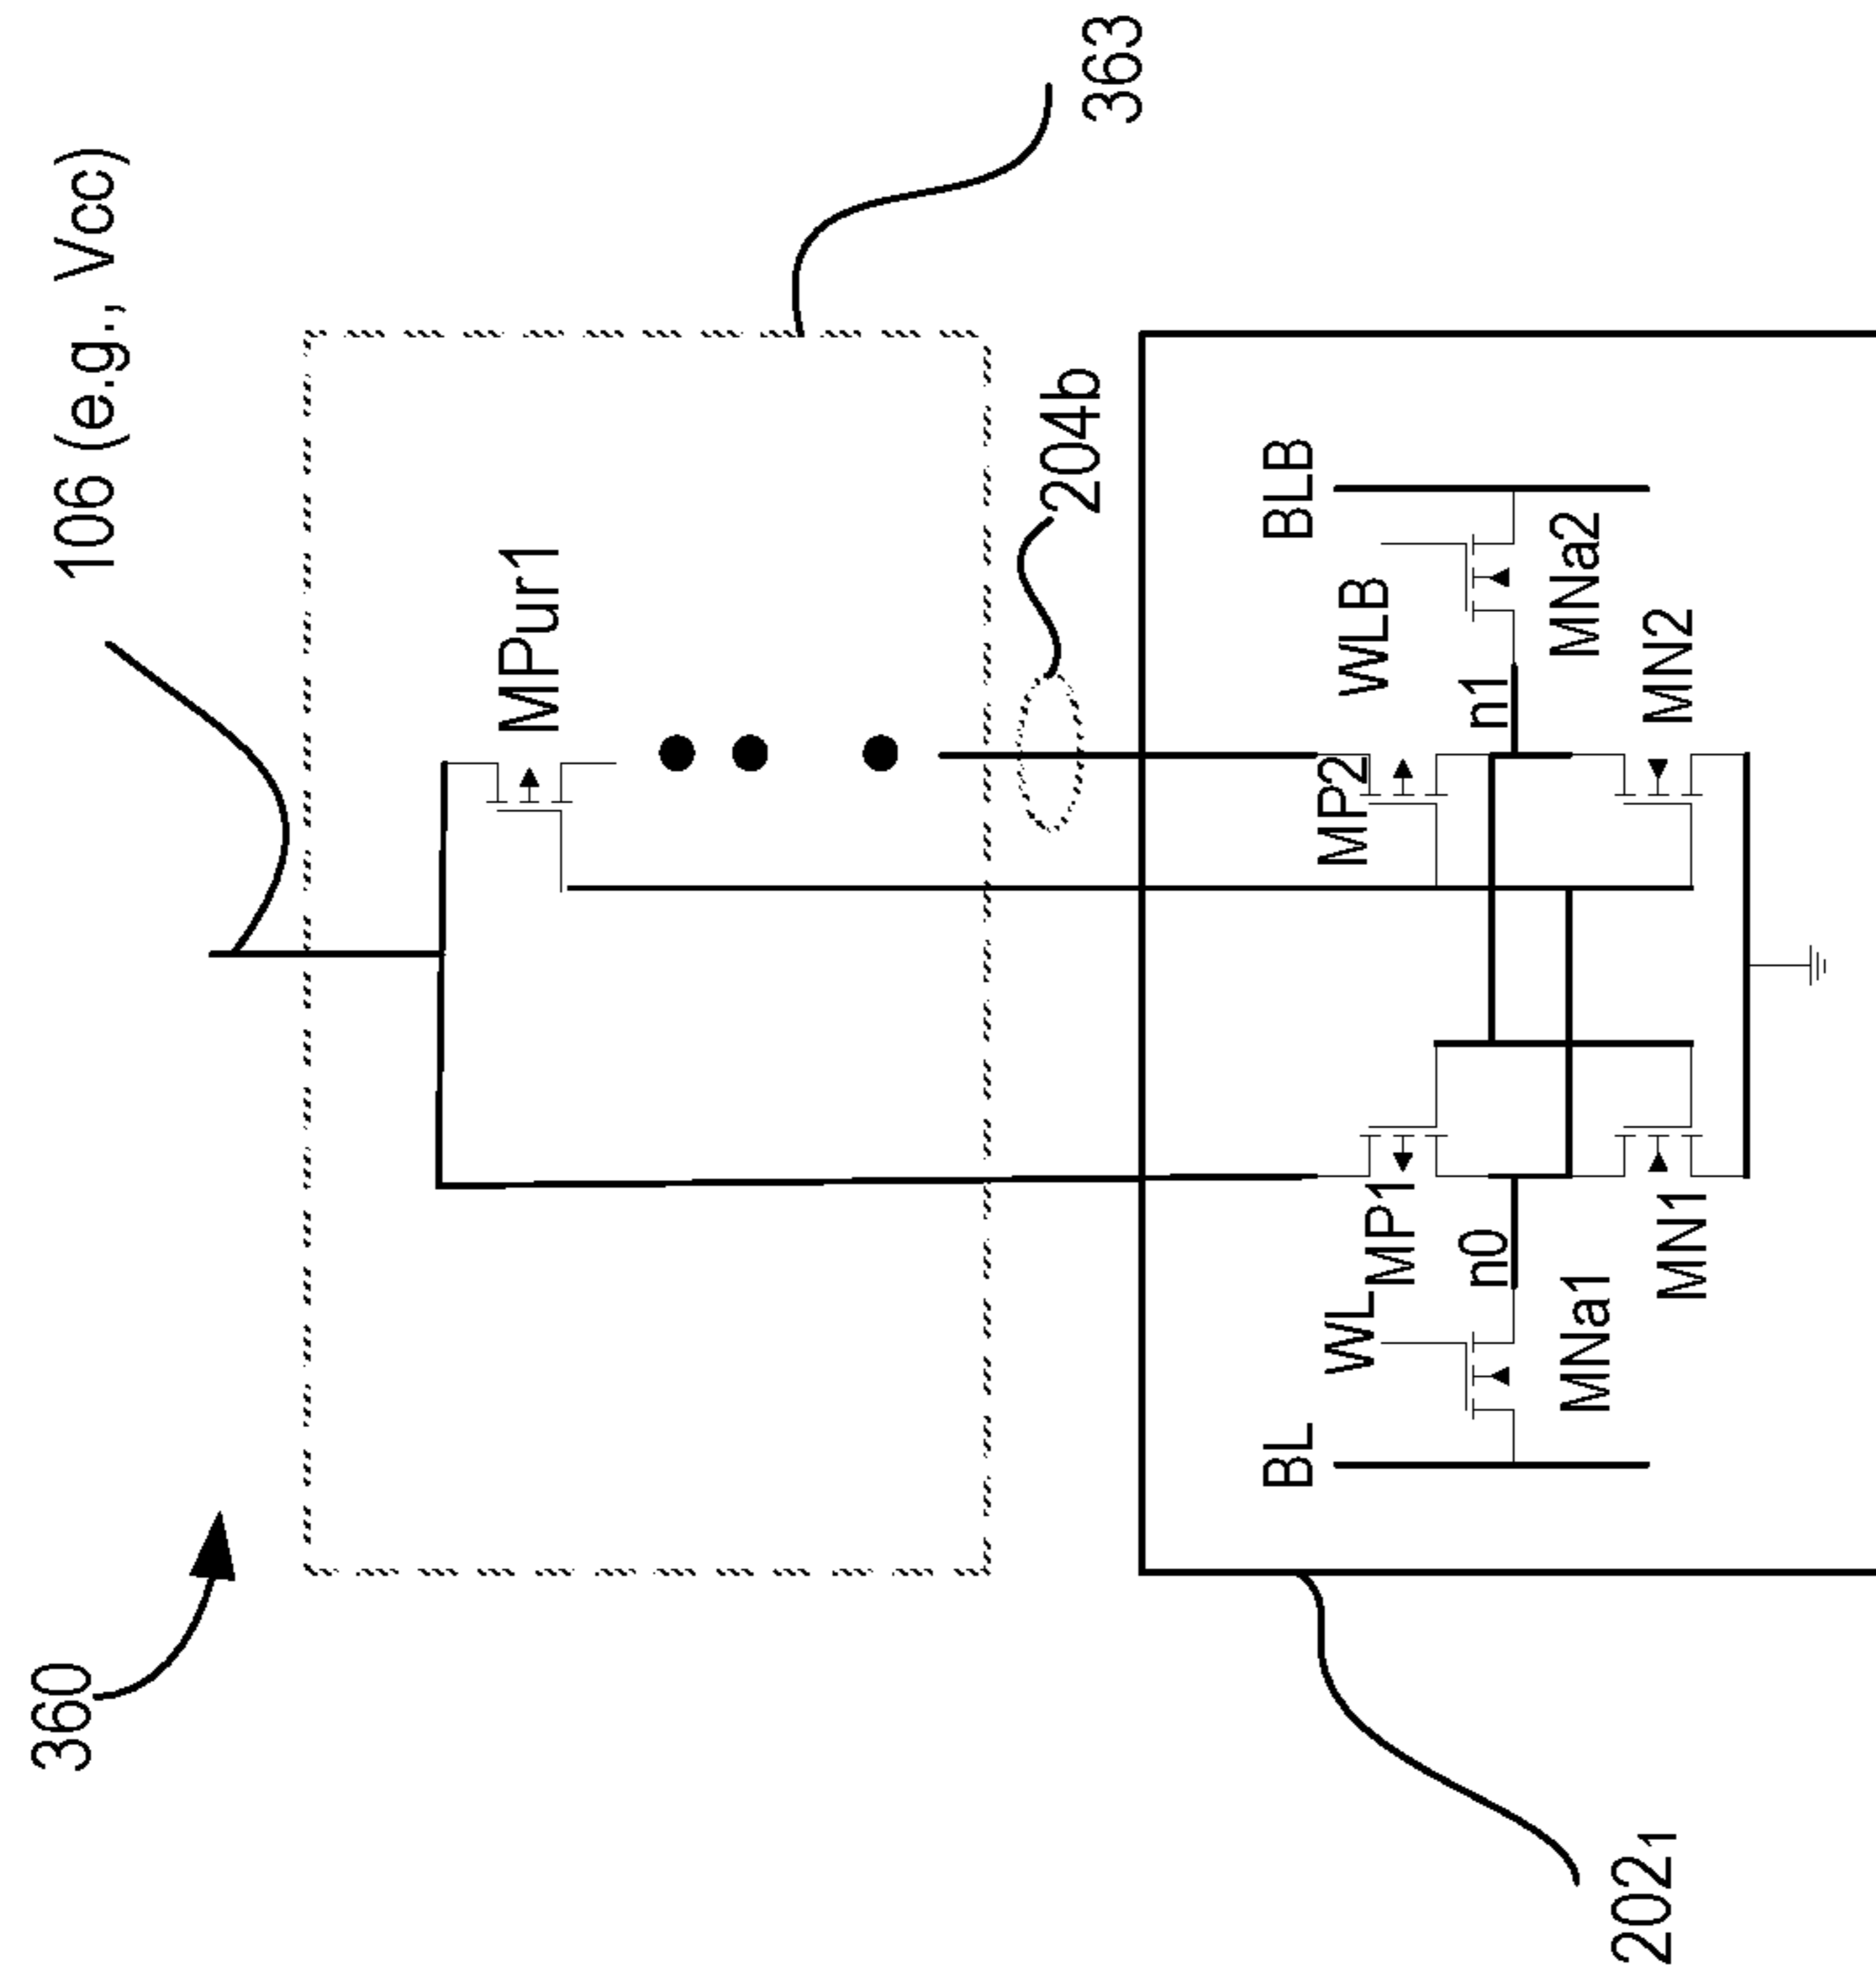 360
106 (e.g., Vcc)
MPur1
363
204b
BL
BLB
WL
WLB
MP1
MP2
n0
n1
MNa1
MNa2
MN1
MN2
202₁